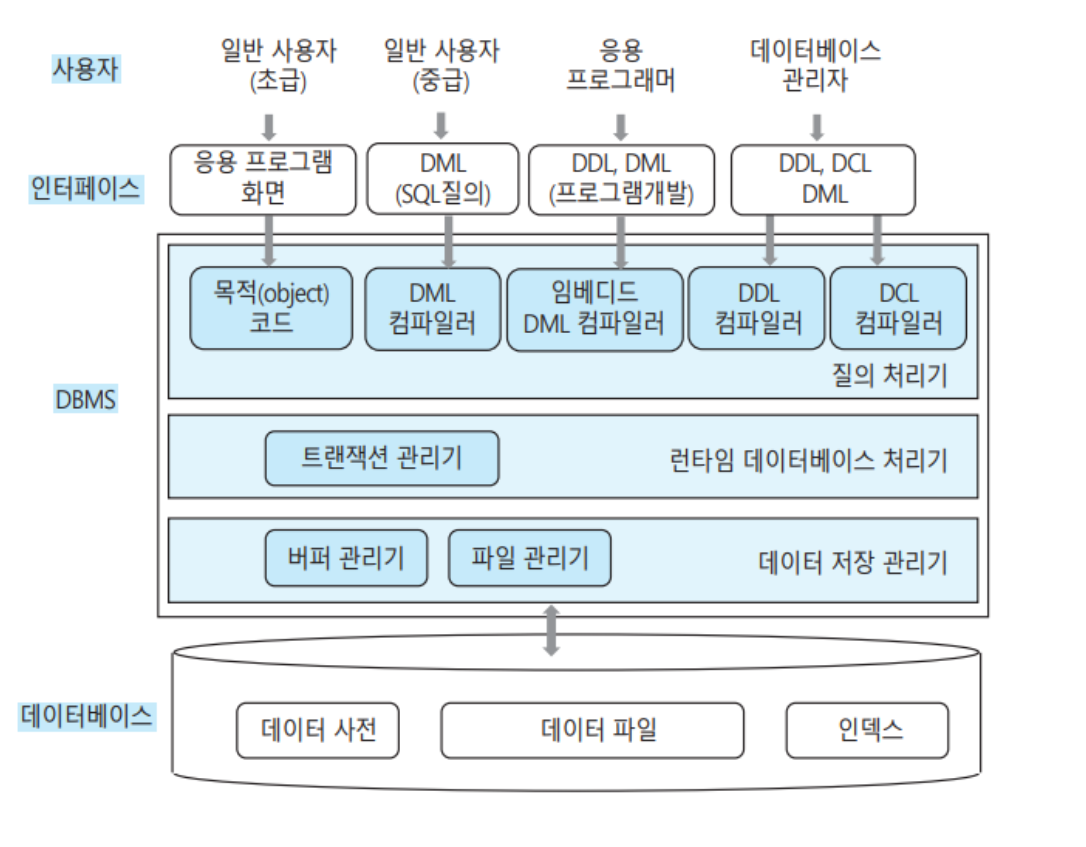 사용자
일반 사용자
(초급)
일반 사용자
(중급)
응용
프로그래머
데이터베이스
관리자
인터페이스
응용 프로그램
화면
DML
(SQL질의)
DDL, DML
(프로그램개발)
DDL, DCL
DML
DBMS
목적(object)
코드
DML
컴파일러
임베디드
DML 컴파일러
DDL
컴파일러
DCL
컴파일러
질의 처리기
트랜잭션 관리기
런타임 데이터베이스 처리기
버퍼 관리기
파일 관리기
데이터 저장 관리기
데이터베이스
데이터 사전
데이터 파일
인덱스